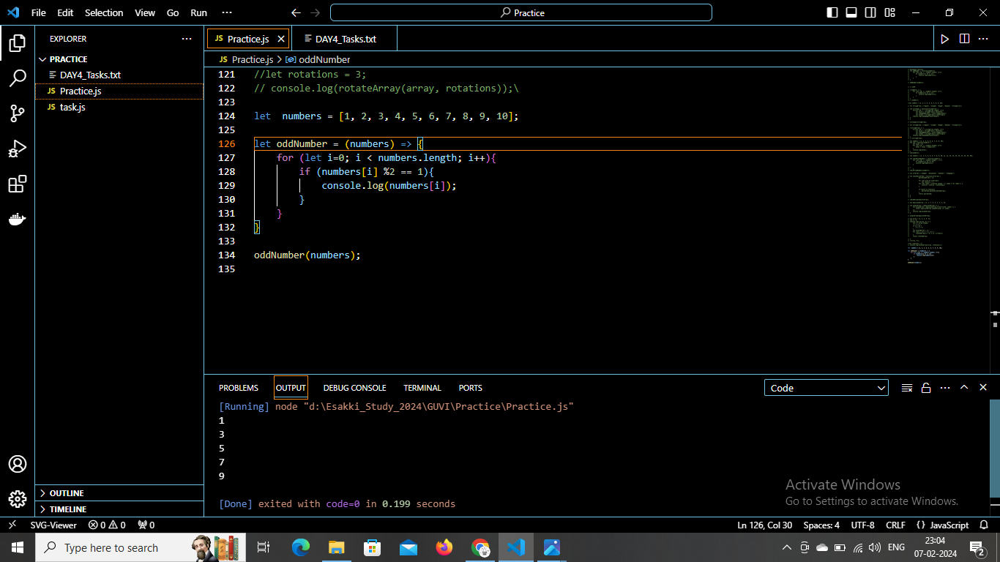 File Edit Selection View Go Run ··· Practice
EXPLORER ···
PRACTICE
DAY4_Tasks.txt
JS Practice.js
JS task.js
OUTLINE
TIMELINE
JS Practice.js × DAY4_Tasks.txt
JS Practice.js > oddNumber
121 //let rotations = 3;
122 // console.log(rotateArray(array, rotations));\
123
124 let  numbers = [1, 2, 3, 4, 5, 6, 7, 8, 9, 10];
125
126 let oddNumber = (numbers) => {
127     for (let i=0; i < numbers.length; i++){
128         if (numbers[i] %2 == 1){
129             console.log(numbers[i]);
130         }
131     }
132 }
133
134 oddNumber(numbers);
135
PROBLEMS OUTPUT DEBUG CONSOLE TERMINAL PORTS Code
[Running] node "d:\Esakki_Study_2024\GUVI\Practice\Practice.js"
1
3
5
7
9
[Done] exited with code=0 in 0.199 seconds
Activate Windows
Go to Settings to activate Windows.
SVG-Viewer 0 0 0 Ln 126, Col 30 Spaces: 4 UTF-8 CRLF {} JavaScript
Type here to search ENG 23:04
07-02-2024 2